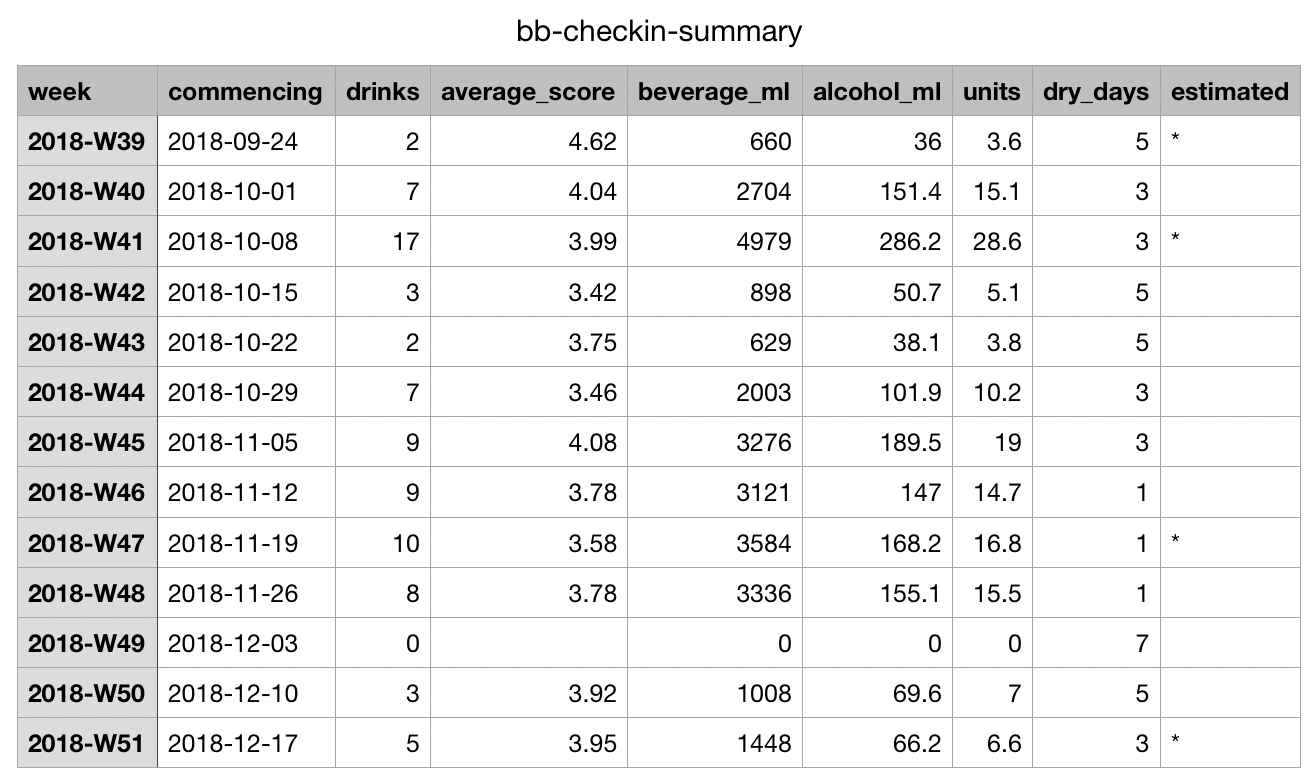 bb-checkin-summary
week commencing drinks average_score beverage_ml alcohol_ml units dry_days estimated
2018-W39 2018-09-24 2 4.62 660 36 3.6 5 *
2018-W40 2018-10-01 7 4.04 2704 151.4 15.1 3
2018-W41 2018-10-08 17 3.99 4979 286.2 28.6 3 *
2018-W42 2018-10-15 3 3.42 898 50.7 5.1 5
2018-W43 2018-10-22 2 3.75 629 38.1 3.8 5
2018-W44 2018-10-29 7 3.46 2003 101.9 10.2 3
2018-W45 2018-11-05 9 4.08 3276 189.5 19 3
2018-W46 2018-11-12 9 3.78 3121 147 14.7 1
2018-W47 2018-11-19 10 3.58 3584 168.2 16.8 1 *
2018-W48 2018-11-26 8 3.78 3336 155.1 15.5 1
2018-W49 2018-12-03 0 0 0 0 7
2018-W50 2018-12-10 3 3.92 1008 69.6 7 5
2018-W51 2018-12-17 5 3.95 1448 66.2 6.6 3 *